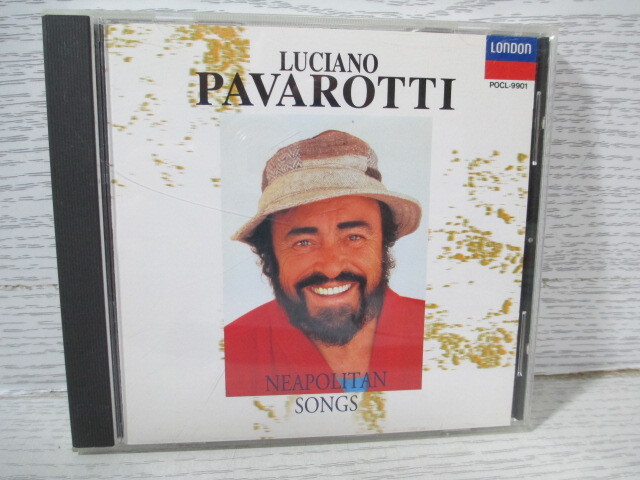 LUCIANO
PAVAROTTI
LONDON
POCL-9901
NEAPOLITAN
SONGS